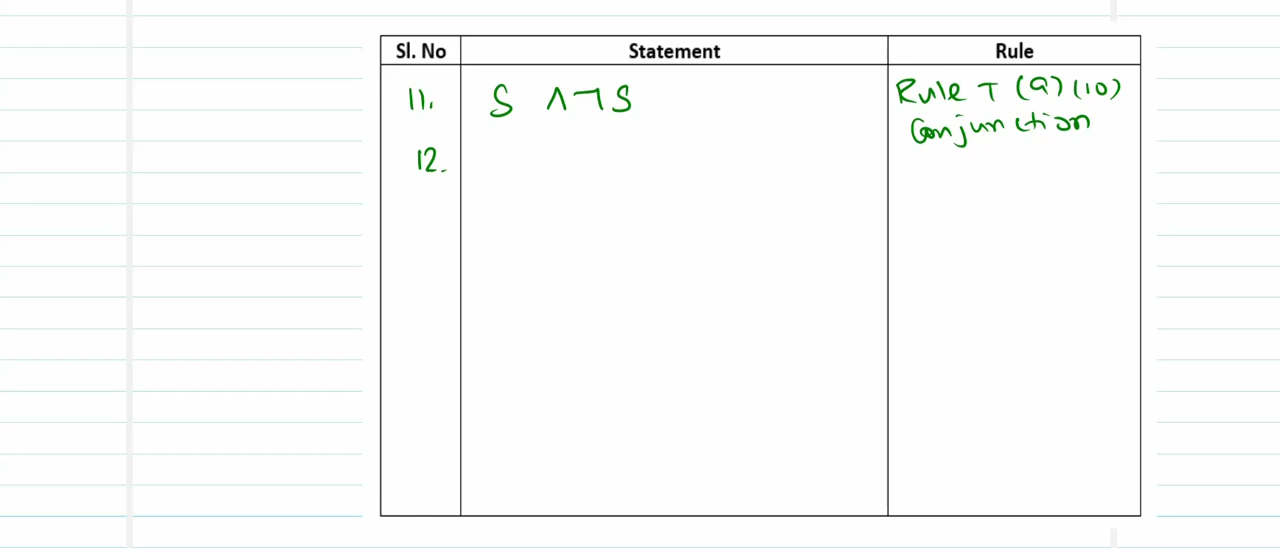 Sl. No Statement Rule
11. S ∧ ¬ S Rule T (9) (10)
Conjunction
12.